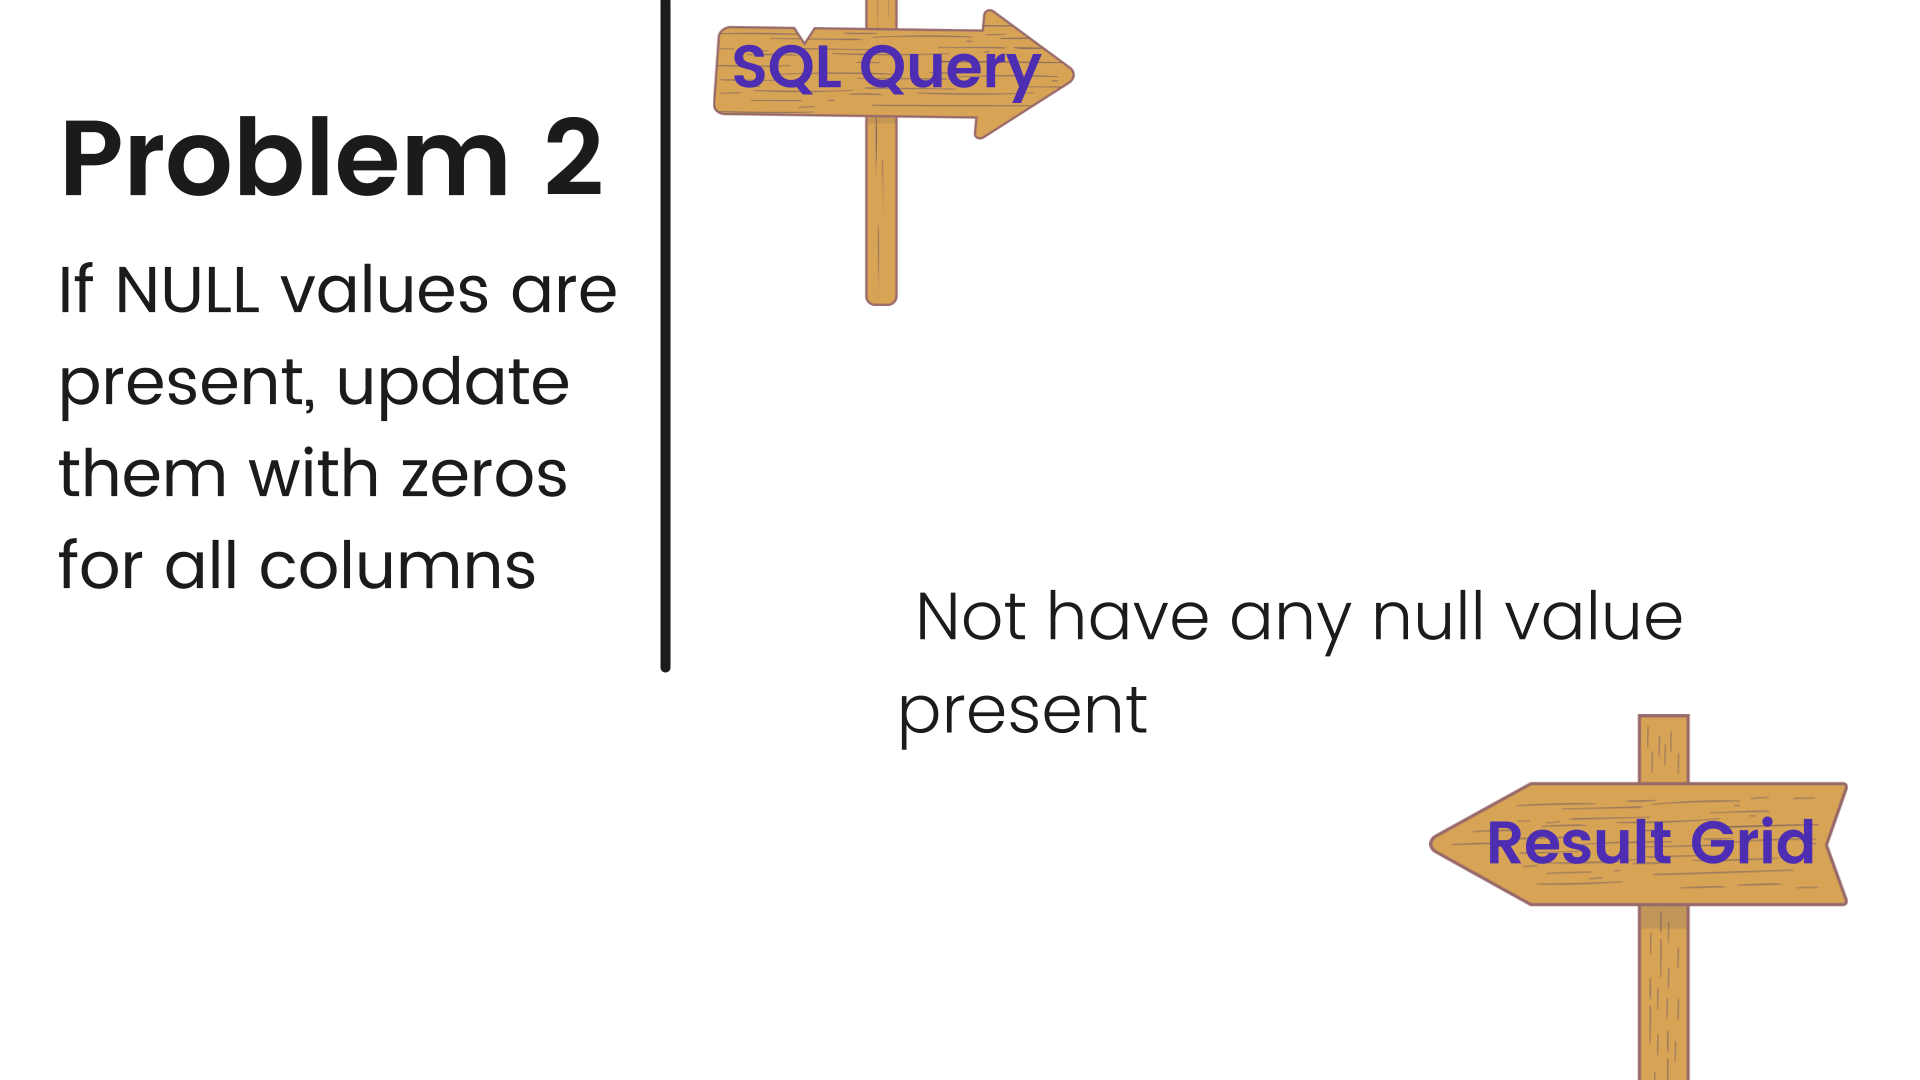 Problem 2
If NULL values are
present, update
them with zeros
for all columns
SQL Query
Not have any null value
present
Result Grid